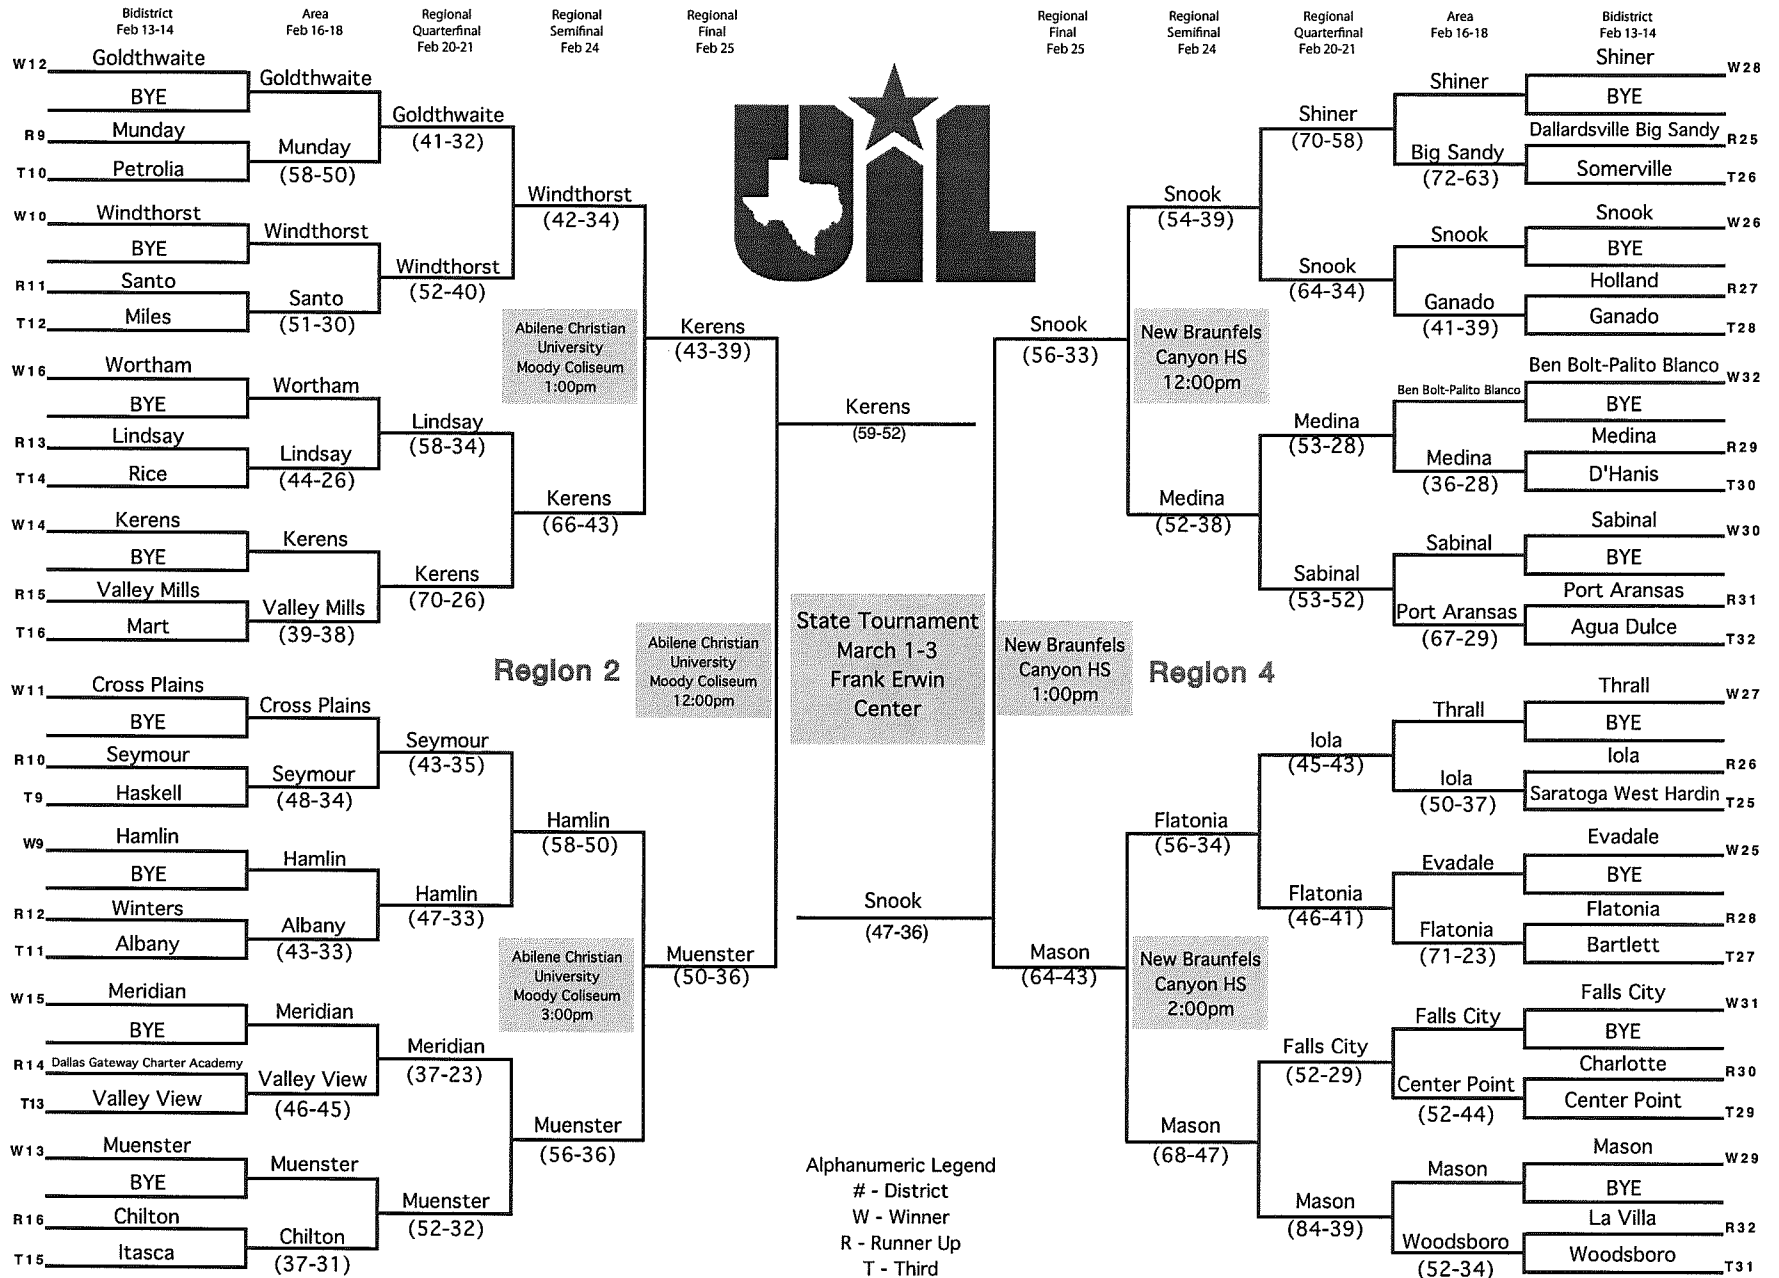 Bidistrict
Feb 13-14
Area
Feb 16-18
Regional
Quarterfinal
Feb 20-21
Regional
Semifinal
Feb 24
Regional
Final
Feb 25
Regional
Final
Feb 25
Regional
Semifinal
Feb 24
Regional
Quarterfinal
Feb 20-21
Area
Feb 16-18
Bidistrict
Feb 13-14
UIL
W12 Goldthwaite
BYE
R9 Munday
T10 Petrolia
W10 Windthorst
BYE
R11 Santo
T12 Miles
W16 Wortham
BYE
R13 Lindsay
T14 Rice
W14 Kerens
BYE
R15 Valley Mills
T16 Mart
W11 Cross Plains
BYE
R10 Seymour
T9 Haskell
W9 Hamlin
BYE
R12 Winters
T11 Albany
W15 Meridian
BYE
R14 Dallas Gateway Charter Academy
T13 Valley View
W13 Muenster
BYE
R16 Chilton
T15 Itasca
Goldthwaite
Munday
(58-50)
Windthorst
Santo
(51-30)
Wortham
Lindsay
(44-26)
Kerens
Valley Mills
(39-38)
Cross Plains
Seymour
(48-34)
Hamlin
Albany
(43-33)
Meridian
Valley View
(46-45)
Muenster
Chilton
(37-31)
Goldthwaite
(41-32)
Windthorst
(52-40)
Lindsay
(58-34)
Kerens
(70-26)
Seymour
(43-35)
Hamlin
(47-33)
Meridian
(37-23)
Muenster
(52-32)
Windthorst
(42-34)
Abilene Christian
University
Moody Coliseum
1:00pm
Kerens
(66-43)
Region 2
Hamlin
(58-50)
Abilene Christian
University
Moody Coliseum
3:00pm
Muenster
(56-36)
Kerens
(43-39)
Abilene Christian
University
Moody Coliseum
12:00pm
Muenster
(50-36)
Kerens
(59-52)
State Tournament
March 1-3
Frank Erwin
Center
Snook
(47-36)
Alphanumeric Legend
# - District
W - Winner
R - Runner Up
T - Third
Snook
(56-33)
New Braunfels
Canyon HS
1:00pm
Mason
(64-43)
Snook
(54-39)
New Braunfels
Canyon HS
12:00pm
Medina
(52-38)
Region 4
Flatonia
(56-34)
New Braunfels
Canyon HS
2:00pm
Mason
(68-47)
Shiner
(70-58)
Snook
(64-34)
Medina
(53-28)
Sabinal
(53-52)
Iola
(45-43)
Flatonia
(46-41)
Falls City
(52-29)
Mason
(84-39)
Shiner
Big Sandy
(72-63)
Snook
Ganado
(41-39)
Ben Bolt-Palito Blanco
Medina
(36-28)
Sabinal
Port Aransas
(67-29)
Thrall
Iola
(50-37)
Evadale
Flatonia
(71-23)
Falls City
Center Point
(52-44)
Mason
Woodsboro
(52-34)
Shiner W28
BYE
Dallardsville Big Sandy R25
Somerville T26
Snook W26
BYE
Holland R27
Ganado T28
Ben Bolt-Palito Blanco W32
BYE
Medina R29
D'Hanis T30
Sabinal W30
BYE
Port Aransas R31
Agua Dulce T32
Thrall W27
BYE
Iola R26
Saratoga West Hardin T25
Evadale W25
BYE
Flatonia R28
Bartlett T27
Falls City W31
BYE
Charlotte R30
Center Point T29
Mason W29
BYE
La Villa R32
Woodsboro T31